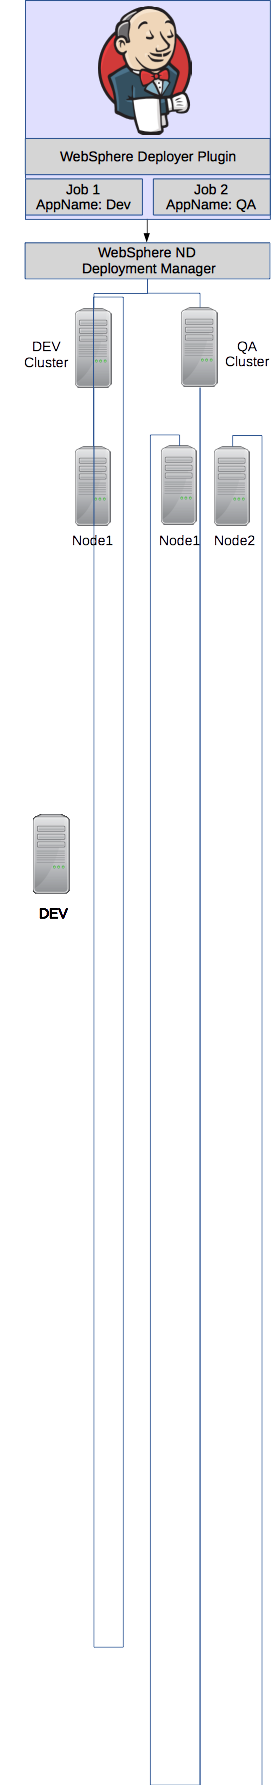 WebSphere Deployer Plugin
Job 1
AppName: Dev
Job 2
AppName: QA
WebSphere ND
Deployment Manager
DEV
Cluster
QA
Cluster
Node1
Node1
Node2
DEV